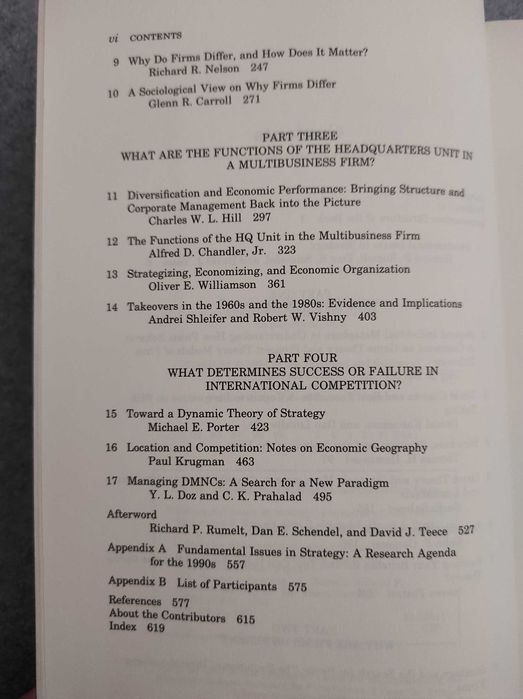 vi CONTENTS
9 Why Do Firms Differ, and How Does It Matter?
Richard R. Nelson 247
10 A Sociological View on Why Firms Differ
Glenn R. Carroll 271
PART THREE
WHAT ARE THE FUNCTIONS OF THE HEADQUARTERS UNIT IN
A MULTIBUSINESS FIRM?
11 Diversification and Economic Performance: Bringing Structure and
Corporate Management Back into the Picture
Charles W. L. Hill 297
12 The Functions of the HQ Unit in the Multibusiness Firm
Alfred D. Chandler, Jr. 323
13 Strategizing, Economizing, and Economic Organization
Oliver E. Williamson 361
14 Takeovers in the 1960s and the 1980s: Evidence and Implications
Andrei Shleifer and Robert W. Vishny 403
PART FOUR
WHAT DETERMINES SUCCESS OR FAILURE IN
INTERNATIONAL COMPETITION?
15 Toward a Dynamic Theory of Strategy
Michael E. Porter 423
16 Location and Competition: Notes on Economic Geography
Paul Krugman 463
17 Managing DMNCs: A Search for a New Paradigm
Y. L. Doz and C. K. Prahalad 495
Afterword
Richard P. Rumelt, Dan E. Schendel, and David J. Teece 527
Appendix A Fundamental Issues in Strategy: A Research Agenda
for the 1990s 557
Appendix B List of Participants 575
References 577
About the Contributors 615
Index 619